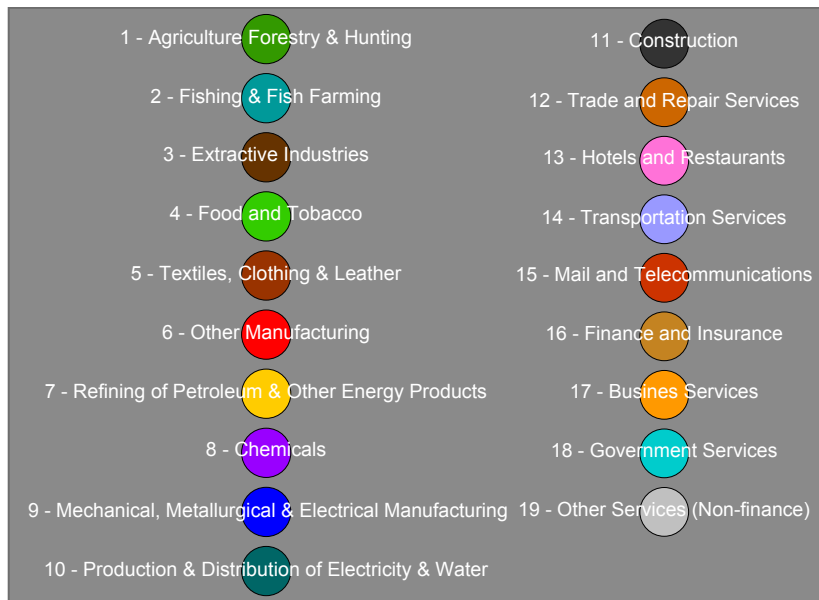 1 - Agriculture Forestry & Hunting
2 - Fishing & Fish Farming
3 - Extractive Industries
4 - Food and Tobacco
5 - Textiles, Clothing & Leather
6 - Other Manufacturing
7 - Refining of Petroleum & Other Energy Products
8 - Chemicals
9 - Mechanical, Metallurgical & Electrical Manufacturing
10 - Production & Distribution of Electricity & Water
11 - Construction
12 - Trade and Repair Services
13 - Hotels and Restaurants
14 - Transportation Services
15 - Mail and Telecommunications
16 - Finance and Insurance
17 - Busines Services
18 - Government Services
19 - Other Services (Non-finance)